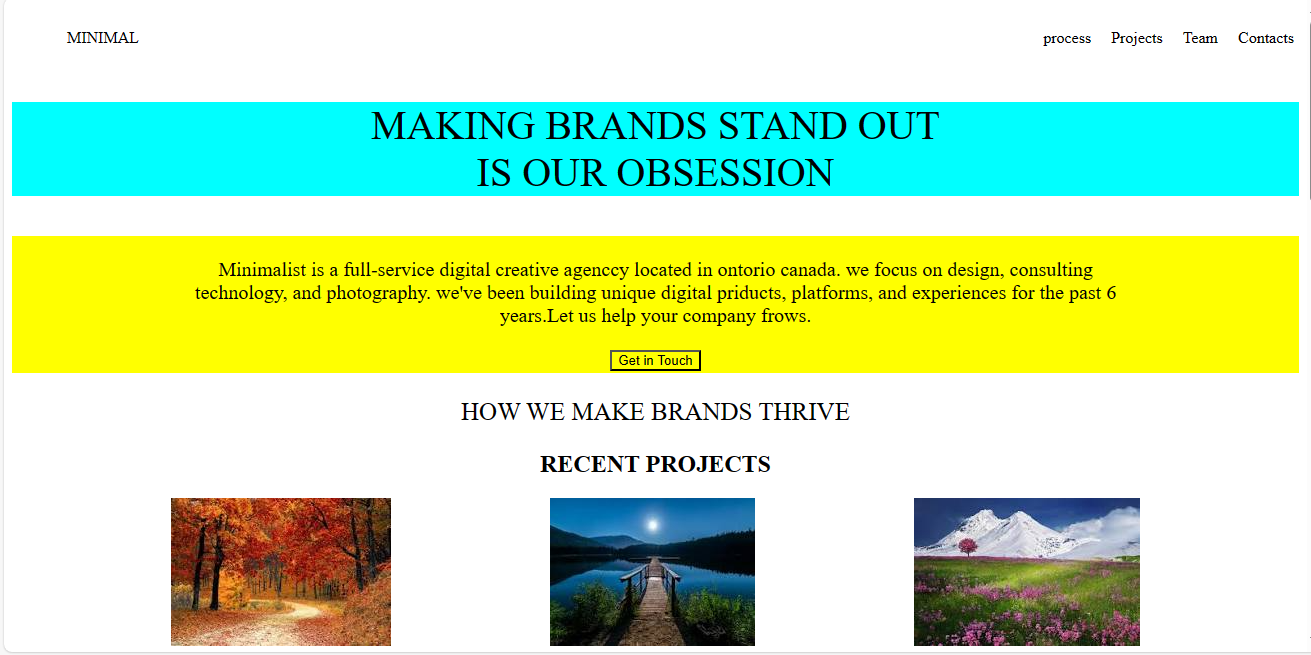 MINIMAL
process Projects Team Contacts
MAKING BRANDS STAND OUT
IS OUR OBSESSION
Minimalist is a full-service digital creative agenccy located in ontorio canada. we focus on design, consulting
technology, and photography. we've been building unique digital priducts, platforms, and experiences for the past 6
years.Let us help your company frows.
Get in Touch
HOW WE MAKE BRANDS THRIVE
RECENT PROJECTS